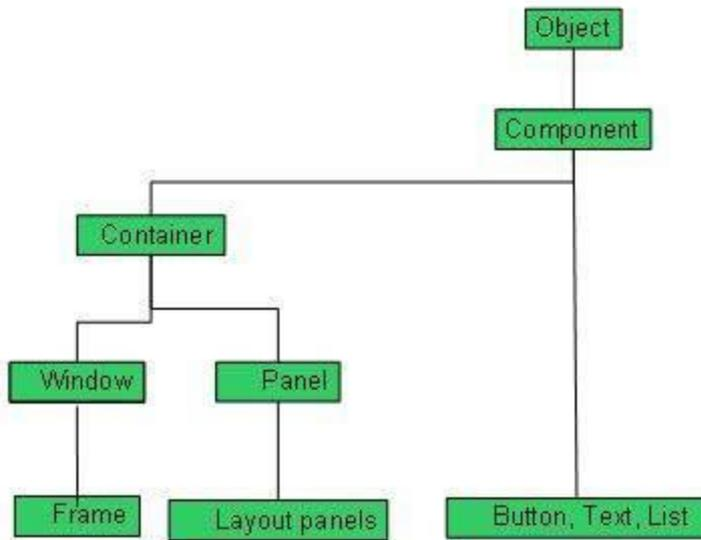 Object
Component
Container
Window
Panel
Frame
Layout panels
Button, Text, List